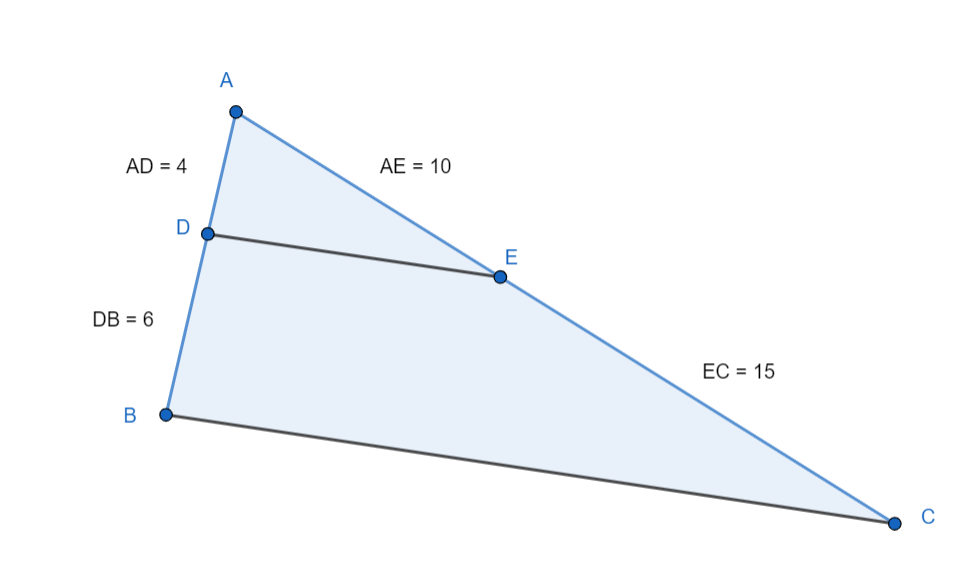 A
AD = 4
AE = 10
D
E
DB = 6
EC = 15
B
C